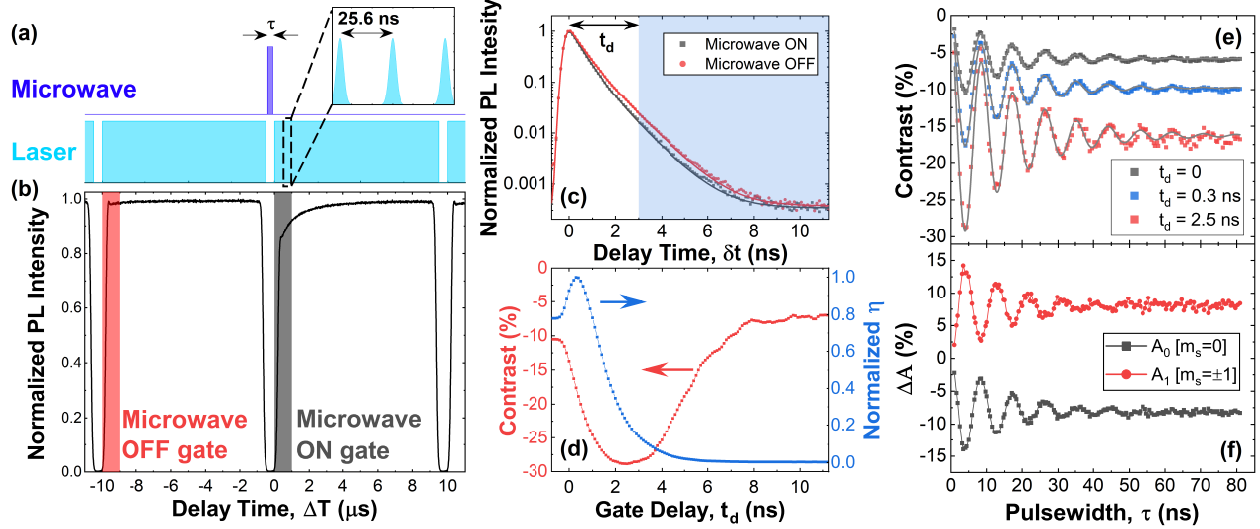 (a)
τ
25.6 ns
Microwave
Laser
(b)
Normalized PL Intensity
1.0
0.8
0.6
0.4
0.2
0.0
Microwave
OFF gate
Microwave
ON gate
-10 -8 -6 -4 -2 0 2 4 6 8 10
Delay Time, ΔT (μs)
Normalized PL Intesity
1
0.1
0.01
0.001
t_d
Microwave ON
Microwave OFF
(c)
0 2 4 6 8 10
Delay Time, δt (ns)
Contrast (%)
0
-5
-10
-15
-20
-25
-30
(d)
1.0
0.8
0.6
0.4
0.2
0.0
Normalized η
0 2 4 6 8 10
Gate Delay, t_d (ns)
Contrast (%)
0
-5
-10
-15
-20
-25
-30
(e)
t_d = 0
t_d = 0.3 ns
t_d = 2.5 ns
ΔA (%)
15
10
5
0
-5
10
15
A_0 [m_s=0]
A_1 [m_s=±1]
(f)
0 10 20 30 40 50 60 70 80
Pulsewidth, τ (ns)